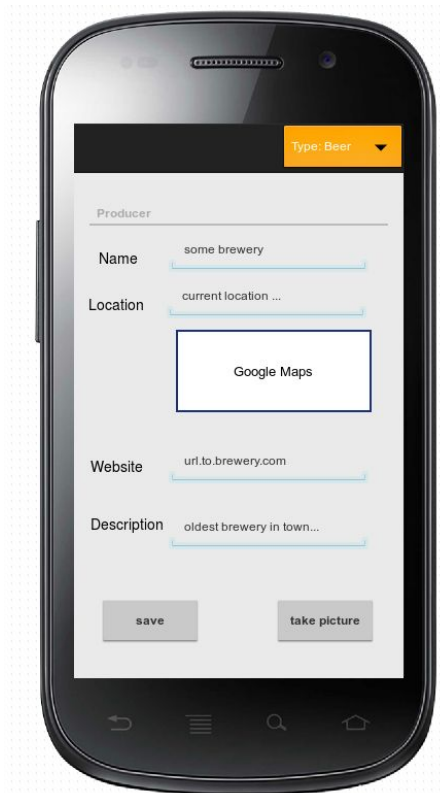 Type: Beer
Producer
Name some brewery
Location current location ...
Google Maps
Website url.to.brewery.com
Description oldest brewery in town...
save take picture